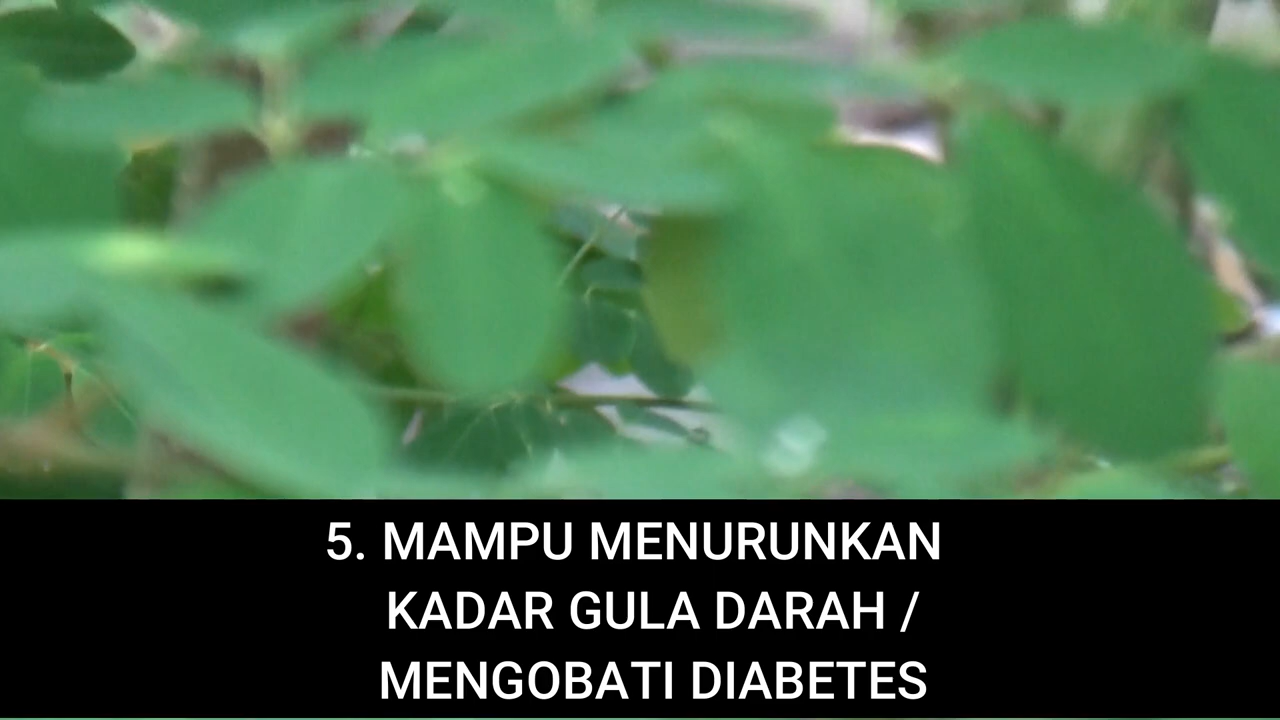 5. MAMPU MENURUNKAN
KADAR GULA DARAH /
MENGOBATI DIABETES